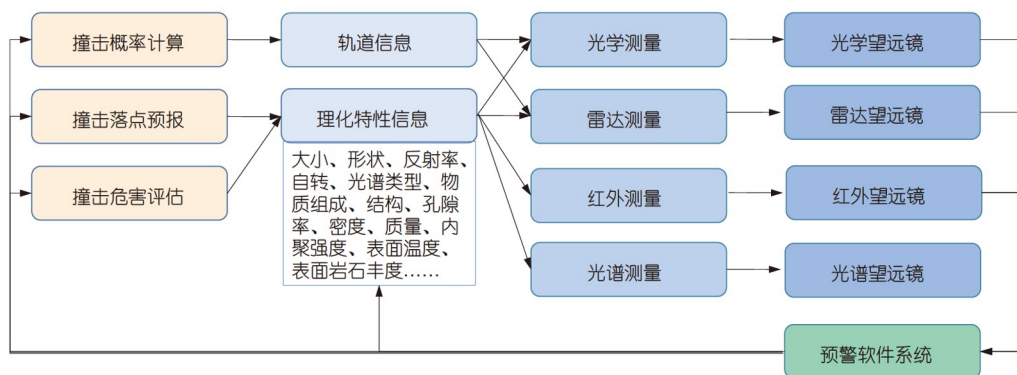 撞击概率计算
轨道信息
光学测量
光学望远镜
撞击落点预报
理化特性信息
雷达测量
雷达望远镜
大小、形状、反射率、
自转、光谱类型、物
质组成、结构、孔隙
率、密度、质量、内
聚强度、表面温度、
表面岩石丰度……
撞击危害评估
红外测量
红外望远镜
光谱测量
光谱望远镜
预警软件系统